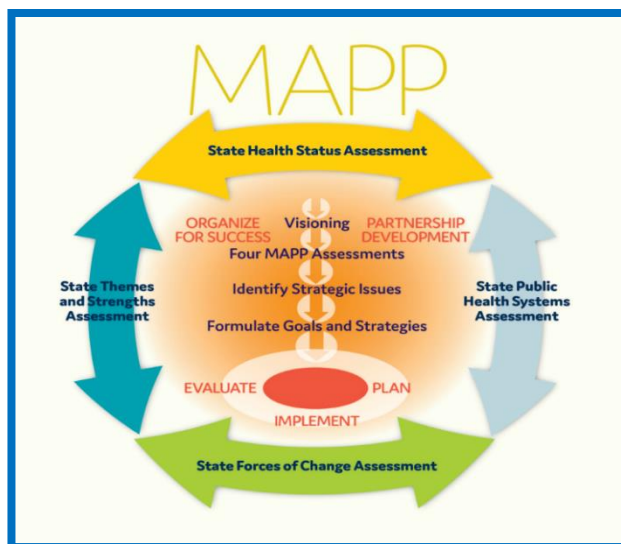 MAPP
State Health Status Assessment
ORGANIZE
FOR SUCCESS
Visioning
PARTNERSHIP
DEVELOPMENT
Four MAPP Assessments
State Themes
and Strengths
Assessment
Identify Strategic Issues
State Public
Health Systems
Assessment
Formulate Goals and Strategies
EVALUATE
PLAN
IMPLEMENT
State Forces of Change Assessment